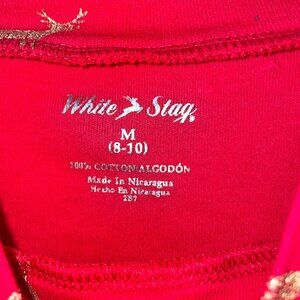 White Stag
M
(8-10)
100% COTTON-ALGODÓN
Made In Nicaragua
Hecho En Nicaragua
287